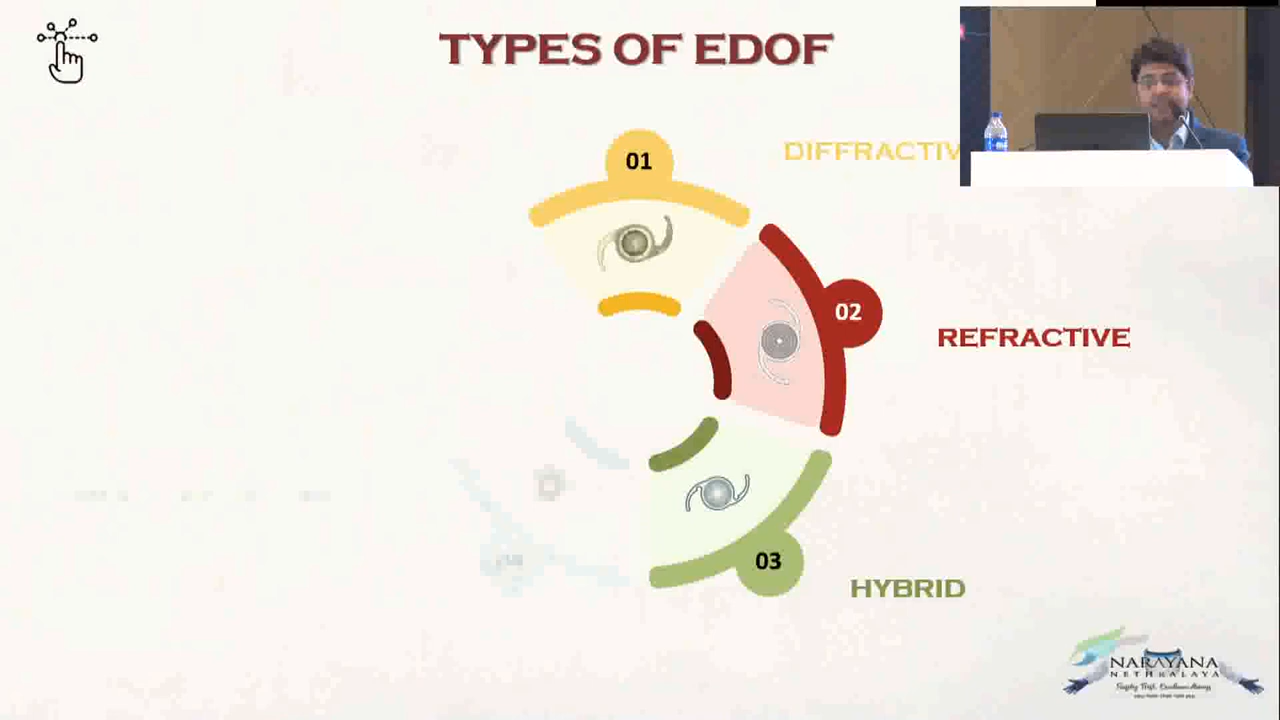 TYPES OF EDOF
01
DIFFRACTIV
02
REFRACTIVE
03
HYBRID
NARAYANA
NETHRALAYA